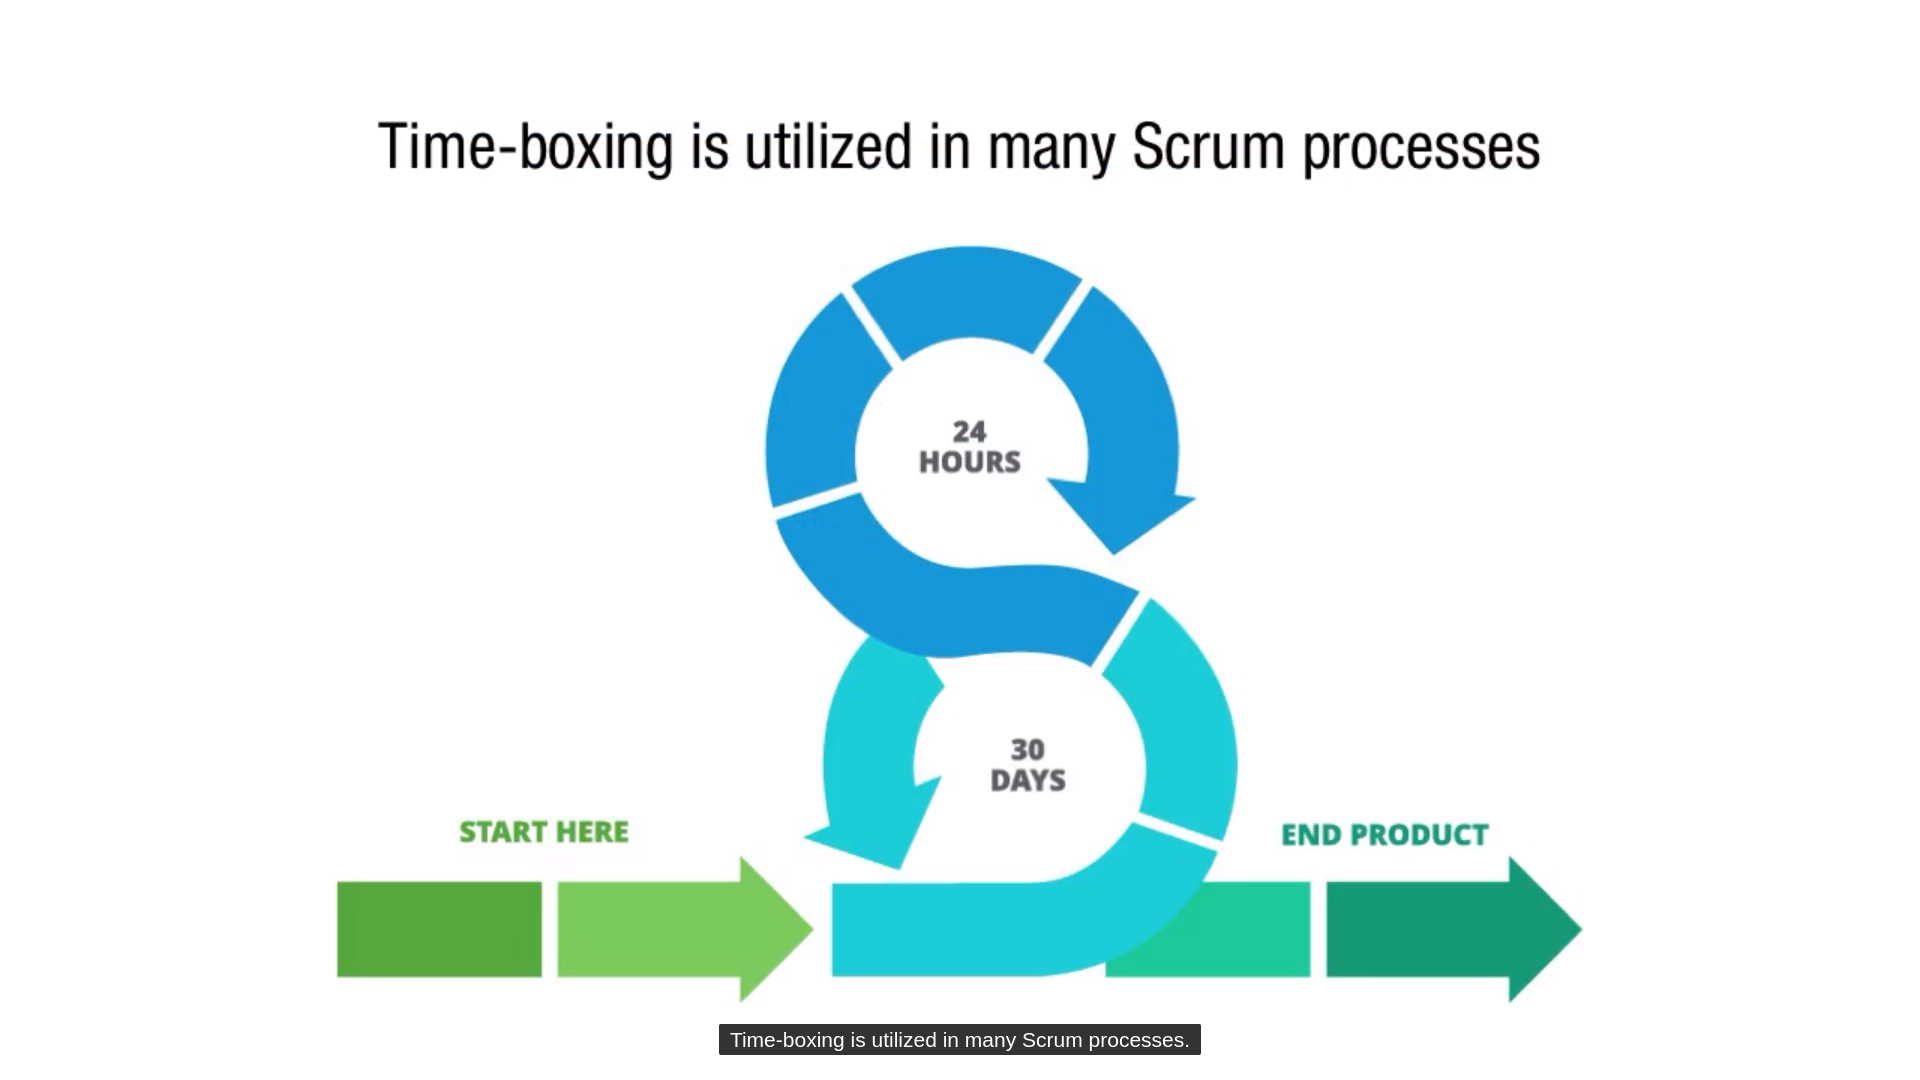 Time-boxing is utilized in many Scrum processes
24
HOURS
30
DAYS
START HERE
END PRODUCT
Time-boxing is utilized in many Scrum processes.